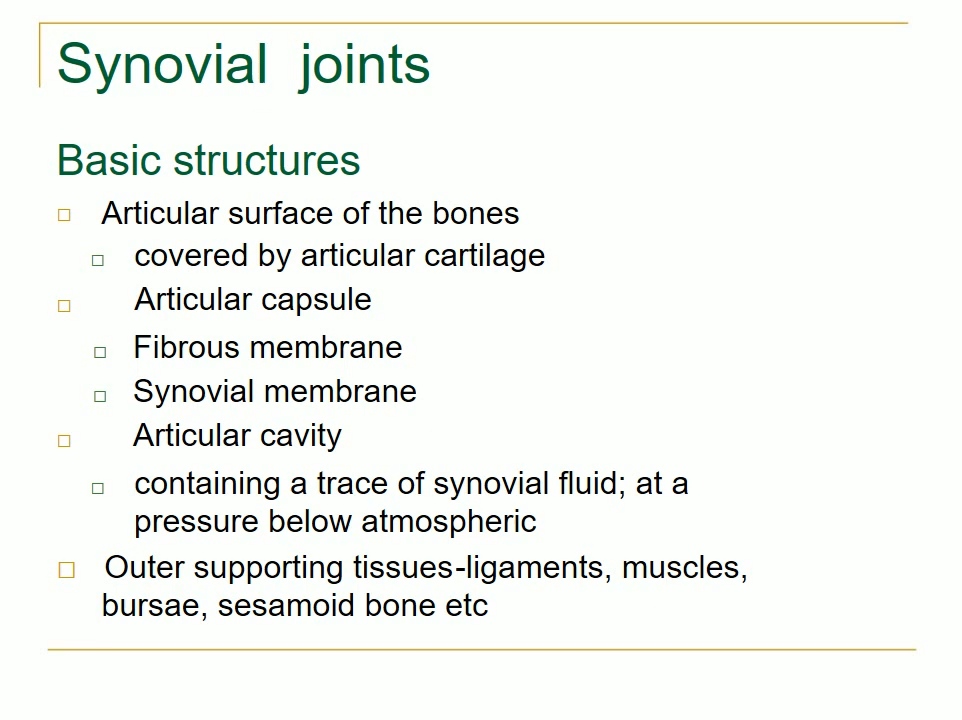 Synovial joints
Basic structures
Articular surface of the bones
covered by articular cartilage
Articular capsule
Fibrous membrane
Synovial membrane
Articular cavity
containing a trace of synovial fluid; at a
pressure below atmospheric
Outer supporting tissues-ligaments, muscles,
bursae, sesamoid bone etc